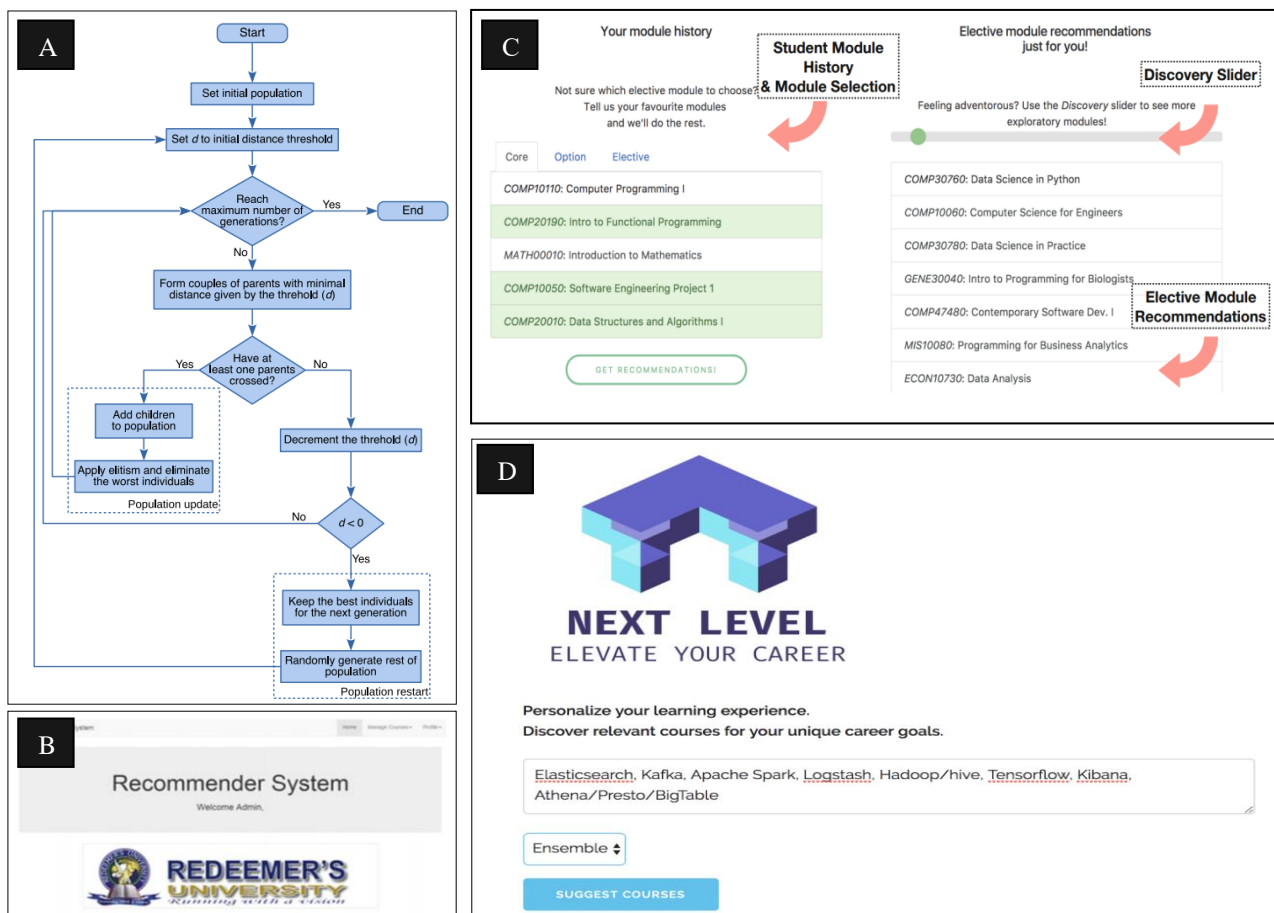 A
Start
Set initial population
Set d to initial distance threshold
Reach
maximum number of
generations?
Yes
End
No
Form couples of parents with minimal
distance given by the threhold (d)
Have at
least one parents
crossed?
Yes
No
Add children
to population
Apply elitism and eliminate
the worst individuals
Population update
Decrement the threhold (d)
d < 0
No
Yes
Keep the best individuals
for the next generation
Randomly generate rest of
population
Population restart
B
Home Manage Courses Profile
Recommender System
Welcome Admin,
REDEEMER'S
UNIVERSITY
Running with a vision
C
Your module history
Student Module
History
& Module Selection
Not sure which elective module to choose?
Tell us your favourite modules
and we'll do the rest.
Core Option Elective
COMP10110: Computer Programming I
COMP20190: Intro to Functional Programming
MATH00010: Introduction to Mathematics
COMP10050: Software Engineering Project 1
COMP20010: Data Structures and Algorithms I
GET RECOMMENDATIONS!
Elective module recommendations
just for you!
Discovery Slider
Feeling adventorous? Use the Discovery slider to see more
exploratory modules!
COMP30760: Data Science in Python
COMP10060: Computer Science for Engineers
COMP30780: Data Science in Practice
GENE30040: Intro to Programming for Biologists
COMP47480: Contemporary Software Dev. I
MIS10080: Programming for Business Analytics
ECON10730: Data Analysis
Elective Module
Recommendations
D
NEXT LEVEL
ELEVATE YOUR CAREER
Personalize your learning experience.
Discover relevant courses for your unique career goals.
Elasticsearch, Kafka, Apache Spark, Logstash, Hadoop/hive, Tensorflow, Kibana,
Athena/Presto/BigTable
Ensemble
SUGGEST COURSES